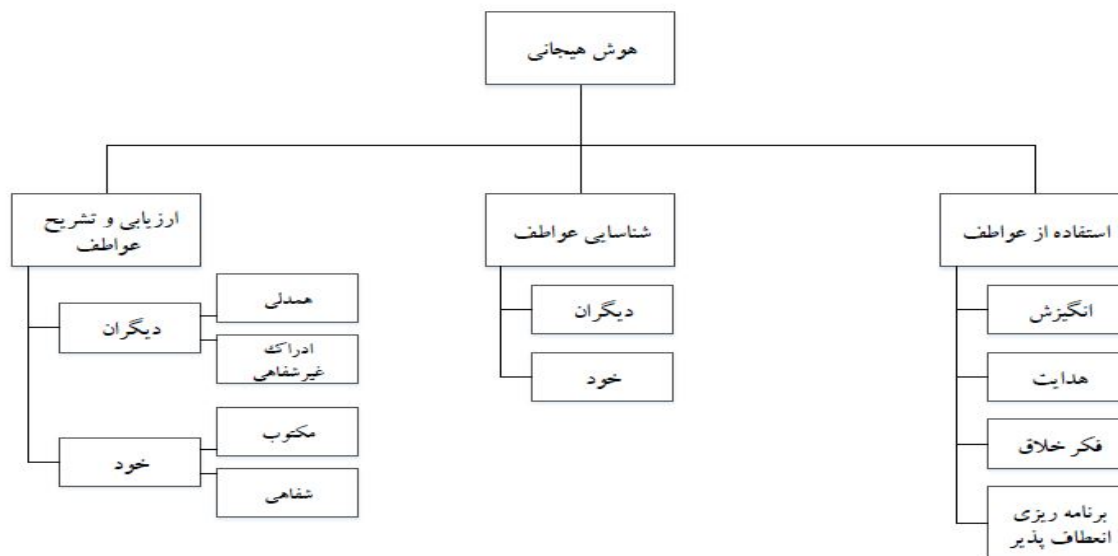 هوش هیجانی
استفاده از عواطف
شناسایی عواطف
ارزیابی و تشریح
عواطف
انگیزش
هدایت
فکر خلاق
برنامه ریزی
انعطاف پذیر
دیگران
خود
دیگران
همدلی
ادراک
غیرشفاهی
خود
مکتوب
شفاهی